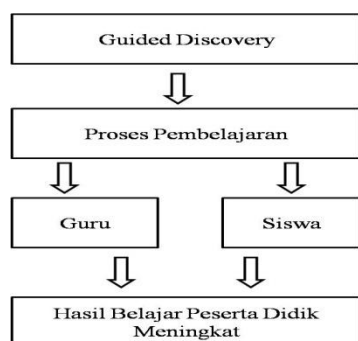 Guided Discovery
Proses Pembelajaran
Guru
Siswa
Hasil Belajar Peserta Didik
Meningkat